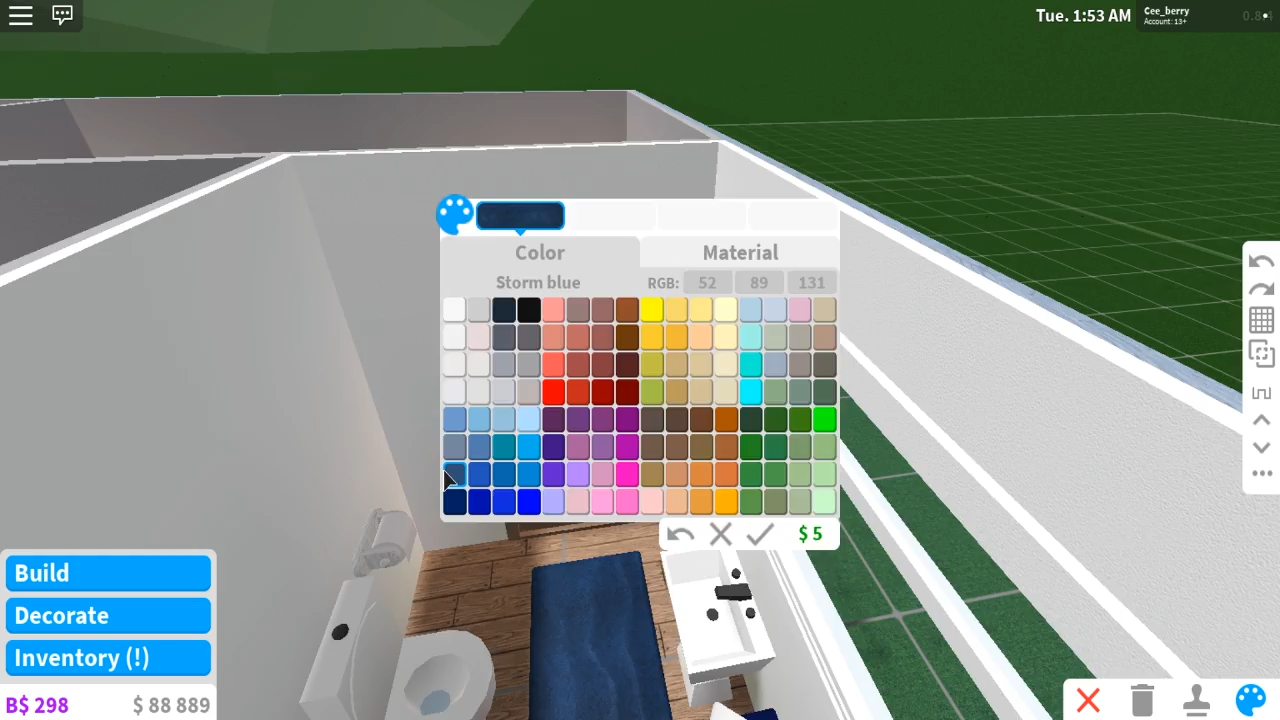 Tue. 1:53 AM
Cee_berry
Account: 13+
Color
Material
Storm blue
RGB: 52 89 131
$ 5
Build
Decorate
Inventory (!)
B$ 298
$ 88 889